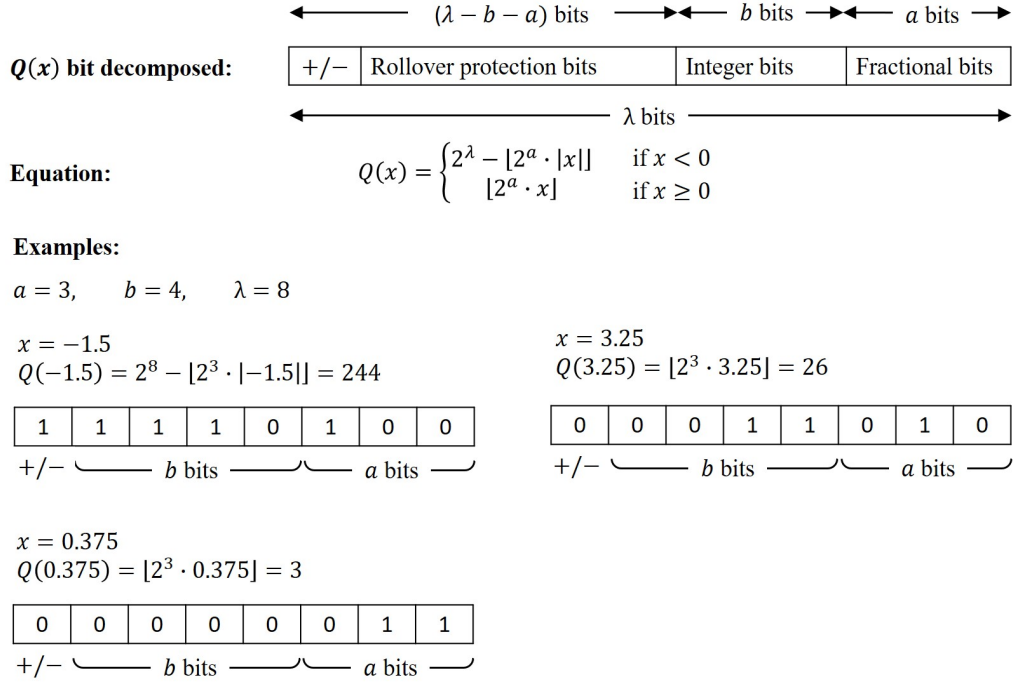 (λ − b − a) bits b bits a bits
Q(x) bit decomposed: +/− Rollover protection bits Integer bits Fractional bits
λ bits
Equation: Q(x) = { 2^λ − ⌊2^a · |x|⌋ if x < 0
⌊2^a · x⌋ if x ≥ 0
Examples:
a = 3, b = 4, λ = 8
x = −1.5
Q(−1.5) = 2^8 − ⌊2^3 · |−1.5|⌋ = 244
1 1 1 1 0 1 0 0
+/− b bits a bits
x = 3.25
Q(3.25) = ⌊2^3 · 3.25⌋ = 26
0 0 0 1 1 0 1 0
+/− b bits a bits
x = 0.375
Q(0.375) = ⌊2^3 · 0.375⌋ = 3
0 0 0 0 0 0 1 1
+/− b bits a bits